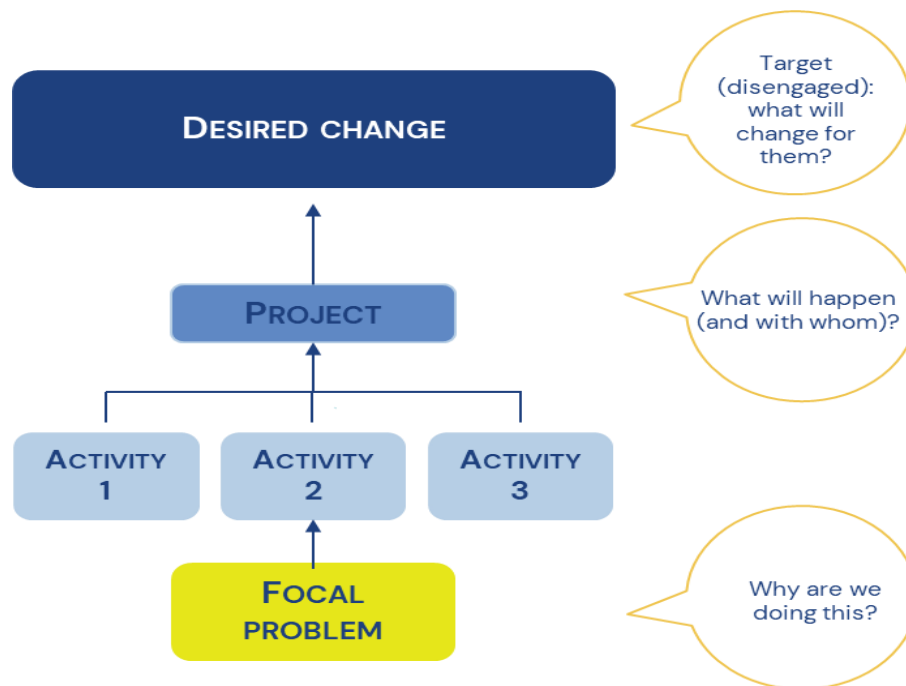 Target
(disengaged):
what will
change for
them?
DESIRED CHANGE
What will happen
(and with whom)?
PROJECT
ACTIVITY
1
ACTIVITY
2
ACTIVITY
3
FOCAL
PROBLEM
Why are we
doing this?